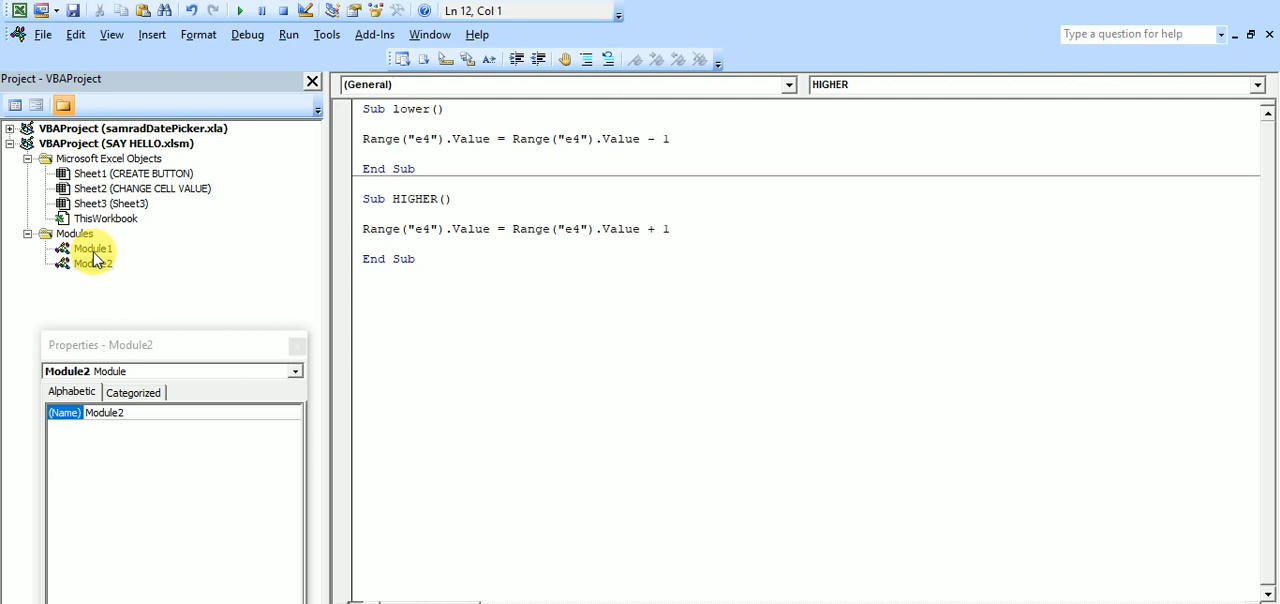 Ln 12, Col 1
File Edit View Insert Format Debug Run Tools Add-Ins Window Help
Type a question for help
Project - VBAProject
(General)
HIGHER
VBAProject (samradDatePicker.xla)
VBAProject (SAY HELLO.xlsm)
Microsoft Excel Objects
Sheet1 (CREATE BUTTON)
Sheet2 (CHANGE CELL VALUE)
Sheet3 (Sheet3)
ThisWorkbook
Modules
Module1
Module2
Properties - Module2
Module2 Module
Alphabetic Categorized
(Name) Module2
Sub lower()
Range("e4").Value = Range("e4").Value - 1
End Sub
Sub HIGHER()
Range("e4").Value = Range("e4").Value + 1
End Sub